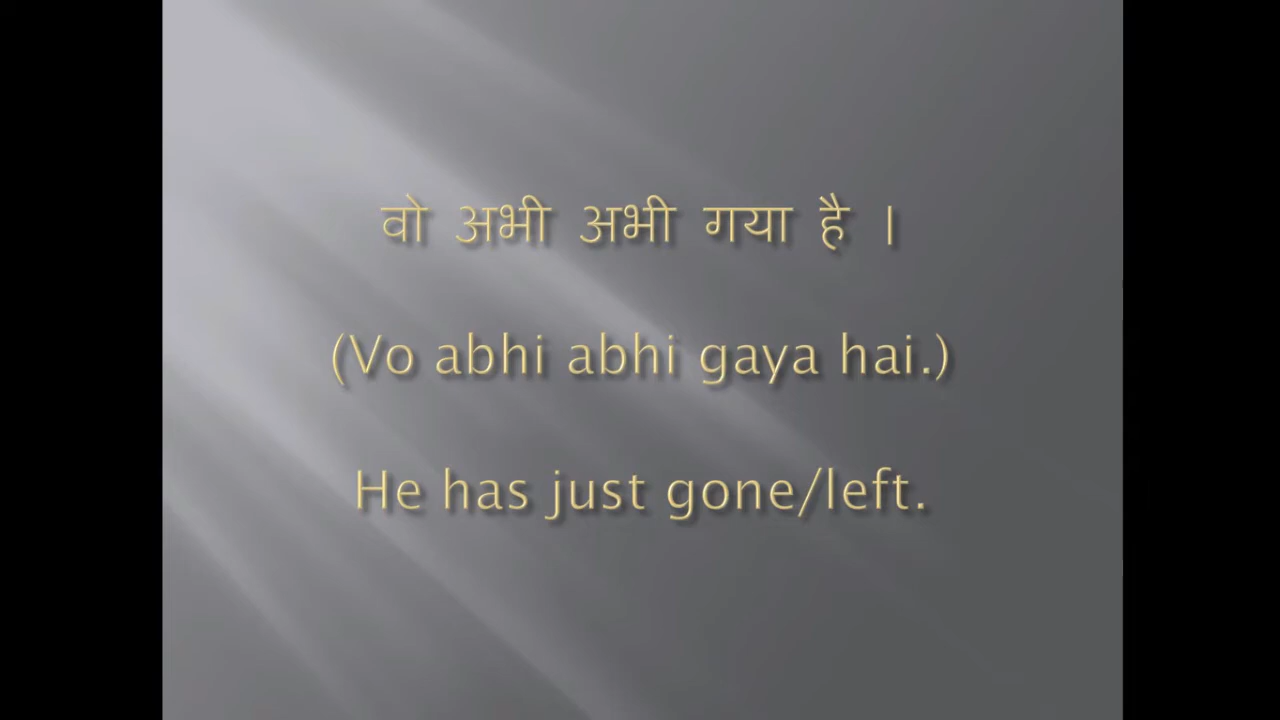 वो अभी अभी गया है ।
(Vo abhi abhi gaya hai.)
He has just gone/left.